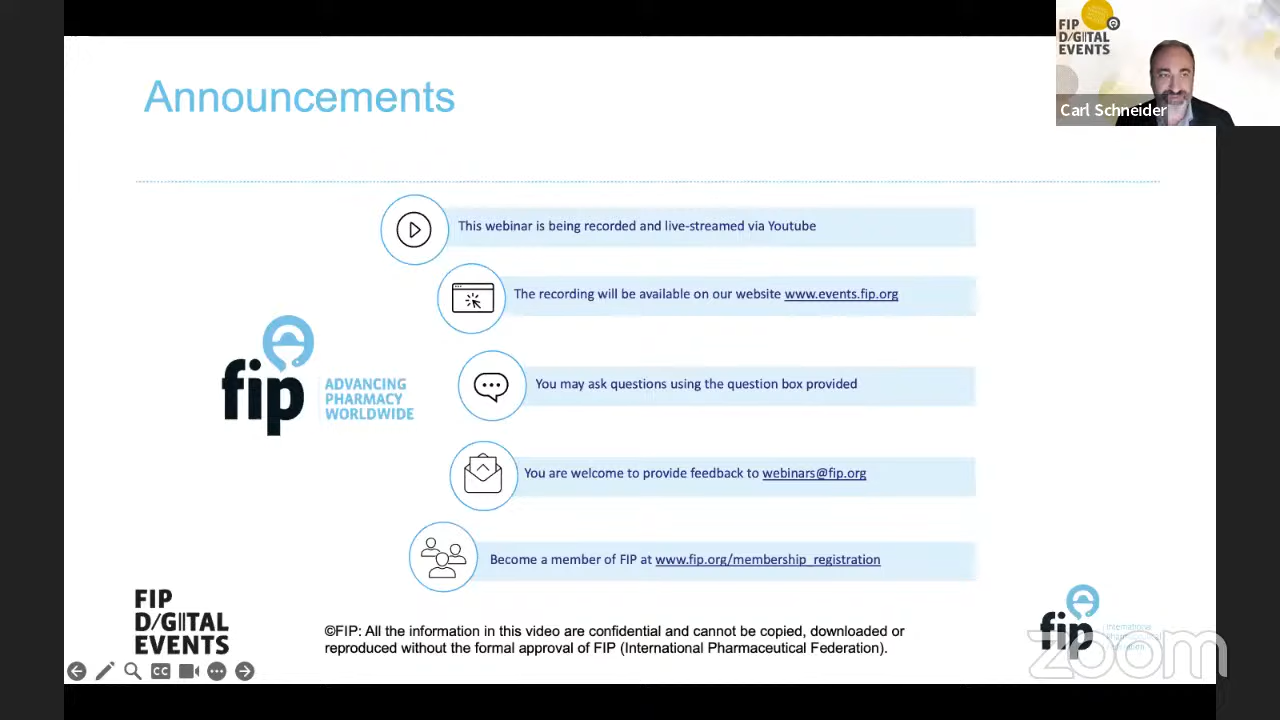 FIP
D/G|TAL
EVENTS
Carl Schneider
Announcements
This webinar is being recorded and live-streamed via Youtube
The recording will be available on our website www.events.fip.org
You may ask questions using the question box provided
You are welcome to provide feedback to webinars@fip.org
Become a member of FIP at www.fip.org/membership_registration
fip
ADVANCING
PHARMACY
WORLDWIDE
FIP
D/G|TAL
EVENTS
©FIP: All the information in this video are confidential and cannot be copied, downloaded or
reproduced without the formal approval of FIP (International Pharmaceutical Federation).
CC
fip
International
Pharmaceutical
Federation
zoom